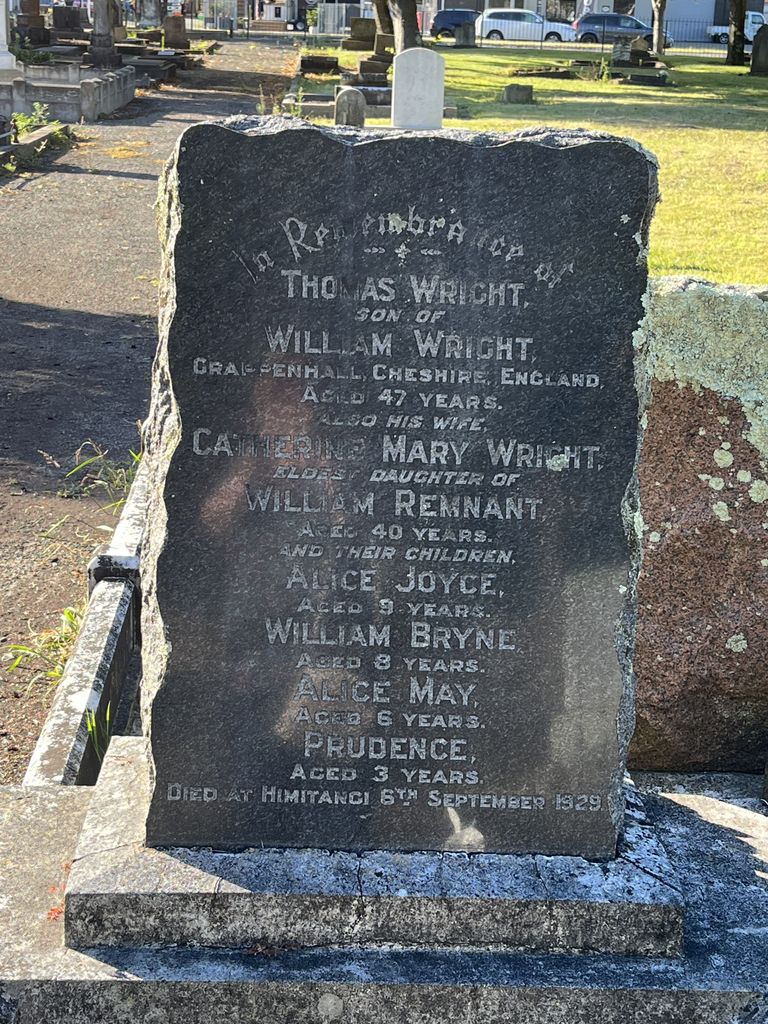 In Remembrance of
THOMAS WRIGHT,
SON OF
WILLIAM WRIGHT,
GRAPPENHALL, CHESHIRE, ENGLAND,
AGED 47 YEARS.
ALSO HIS WIFE,
CATHERINE MARY WRIGHT,
ELDEST DAUGHTER OF
WILLIAM REMNANT,
AGED 40 YEARS.
AND THEIR CHILDREN,
ALICE JOYCE,
AGED 9 YEARS.
WILLIAM BRYNE
AGED 8 YEARS.
ALICE MAY,
AGED 6 YEARS.
PRUDENCE,
AGED 3 YEARS.
DIED AT HIMITANGI 6TH SEPTEMBER 1929.